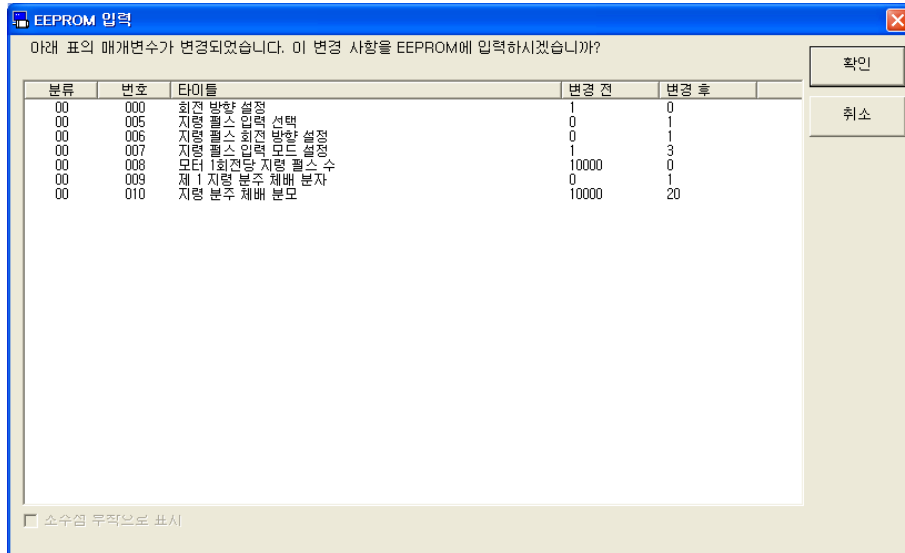 EEPROM 입력
아래 표의 매개변수가 변경되었습니다. 이 변경 사항을 EEPROM에 입력하시겠습니까?
확인
취소
분류 번호 타이틀 변경 전 변경 후
00 000 회전 방향 설정 1 0
00 005 지령 펄스 입력 선택 0 1
00 006 지령 펄스 회전 방향 설정 0 1
00 007 지령 펄스 입력 모드 설정 1 3
00 008 모터 1회전당 지령 펄스 수 10000 0
00 009 제 1 지령 분주 체배 분자 0 1
00 010 지령 분주 체배 분모 10000 20
소수점 무작으로 표시